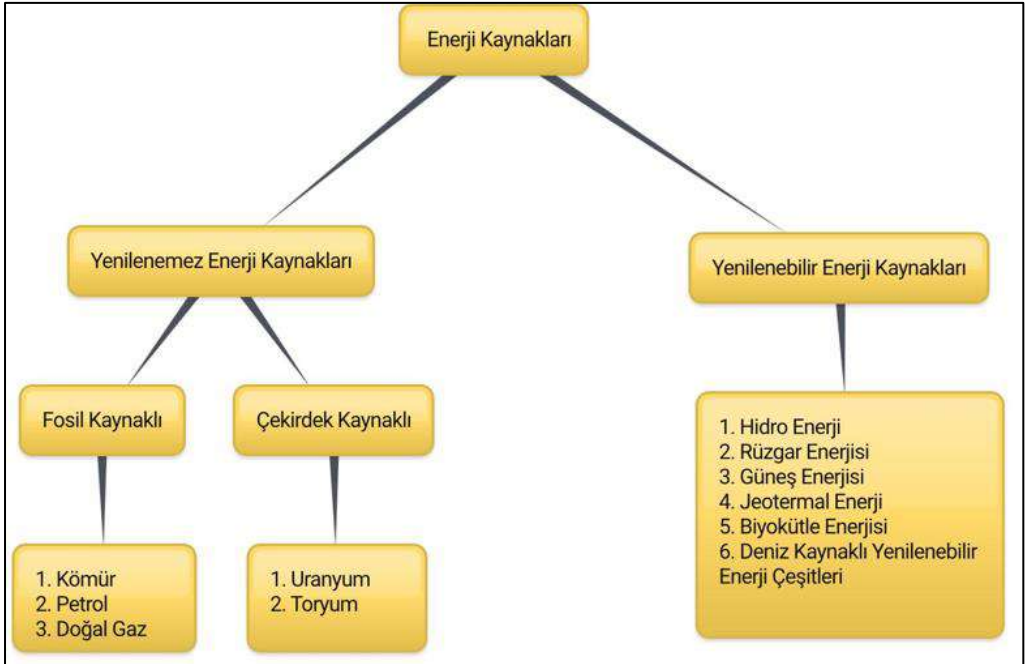 Enerji Kaynakları
Yenilenemez Enerji Kaynakları
Yenilenebilir Enerji Kaynakları
Fosil Kaynaklı
Çekirdek Kaynaklı
1. Kömür
2. Petrol
3. Doğal Gaz
1. Uranyum
2. Toryum
1. Hidro Enerji
2. Rüzgar Enerjisi
3. Güneş Enerjisi
4. Jeotermal Enerji
5. Biyokütle Enerjisi
6. Deniz Kaynaklı Yenilenebilir
Enerji Çeşitleri